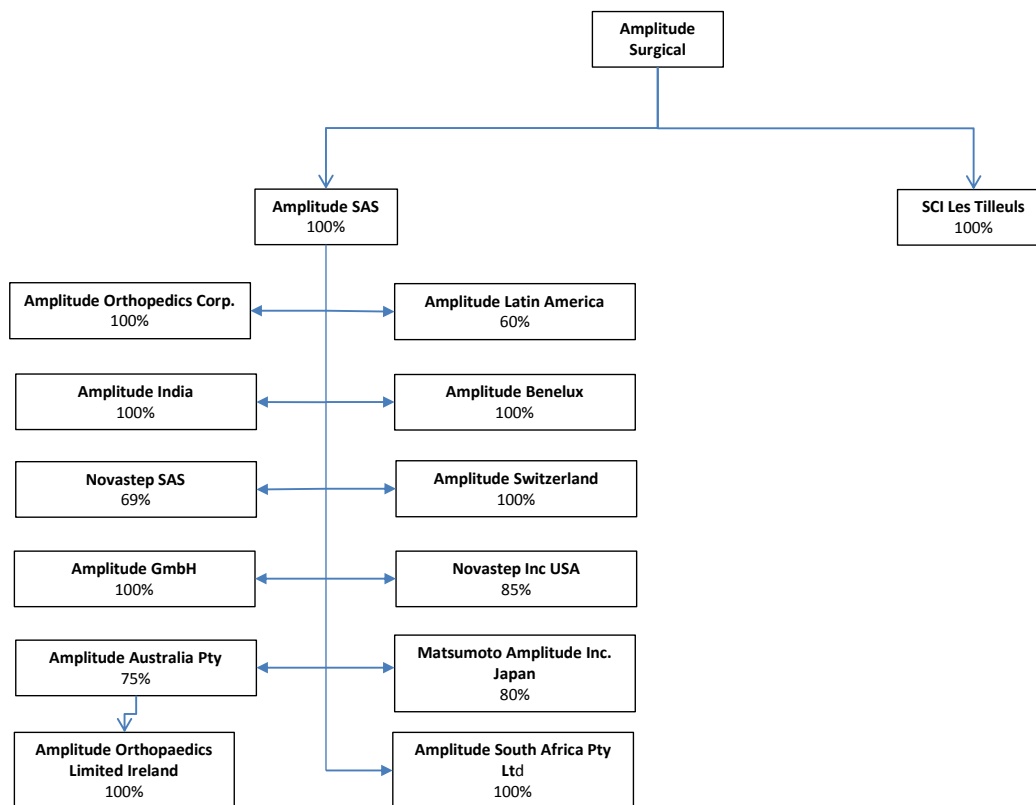 Amplitude
Surgical
Amplitude SAS
100%
SCI Les Tilleuls
100%
Amplitude Orthopedics Corp.
100%
Amplitude Latin America
60%
Amplitude India
100%
Amplitude Benelux
100%
Novastep SAS
69%
Amplitude Switzerland
100%
Amplitude GmbH
100%
Novastep Inc USA
85%
Amplitude Australia Pty
75%
Matsumoto Amplitude Inc.
Japan
80%
Amplitude Orthopaedics
Limited Ireland
100%
Amplitude South Africa Pty
Ltd
100%